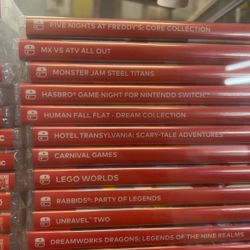 FIVE NIGHTS AT FREDDY'S: CORE COLLECTION
MX VS ATV ALL OUT
MONSTER JAM STEEL TITANS
HASBRO® GAME NIGHT FOR NINTENDO SWITCH™
HUMAN FALL FLAT - DREAM COLLECTION
HOTEL TRANSYLVANIA: SCARY-TALE ADVENTURES
CARNIVAL GAMES
LEGO WORLDS
RABBIDS®: PARTY OF LEGENDS
UNRAVEL TWO
DREAMWORKS DRAGONS: LEGENDS OF THE NINE REALMS